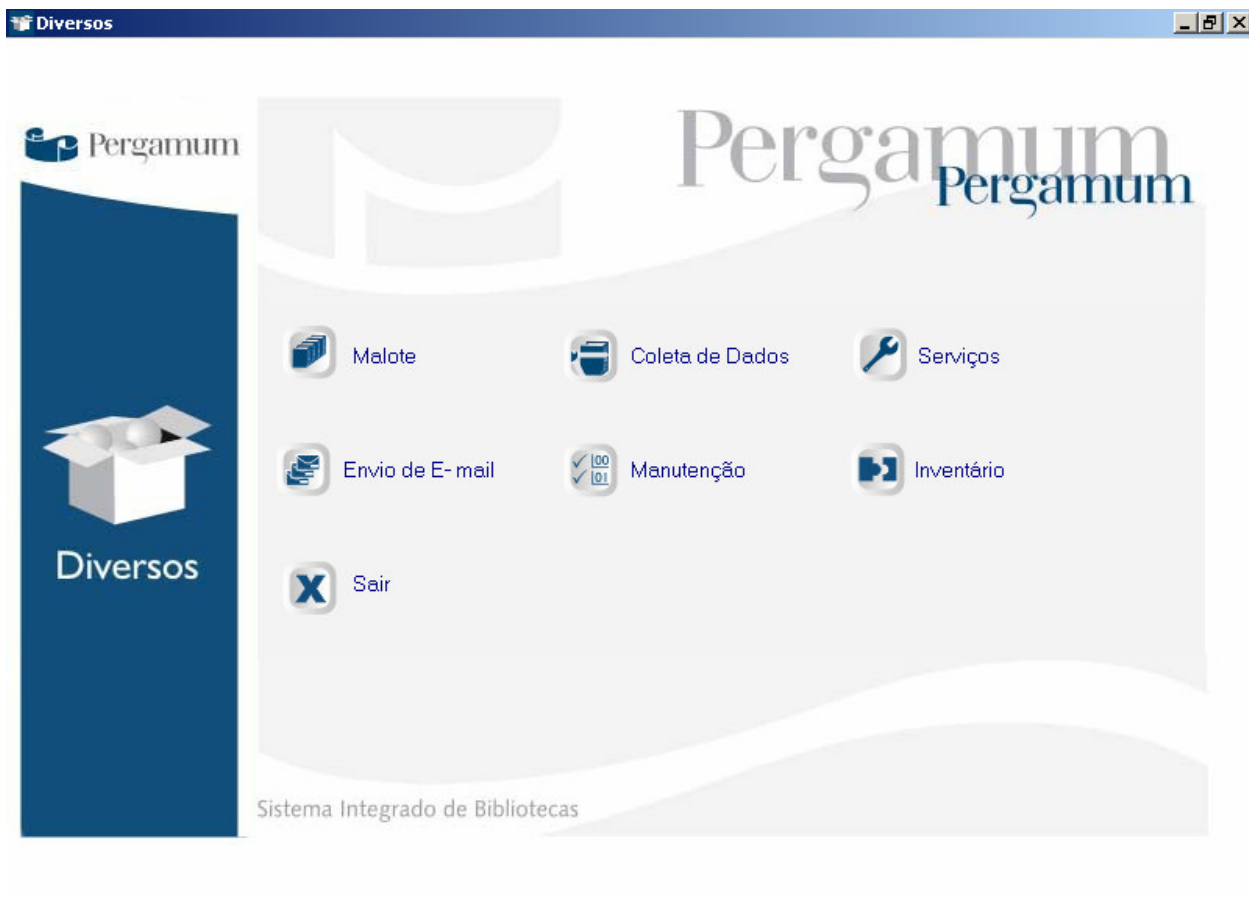 Diversos
Pergamum
Pergamum
Pergamum
Malote
Coleta de Dados
Serviços
Envio de E-mail
Manutenção
Inventário
Diversos
Sair
Sistema Integrado de Bibliotecas